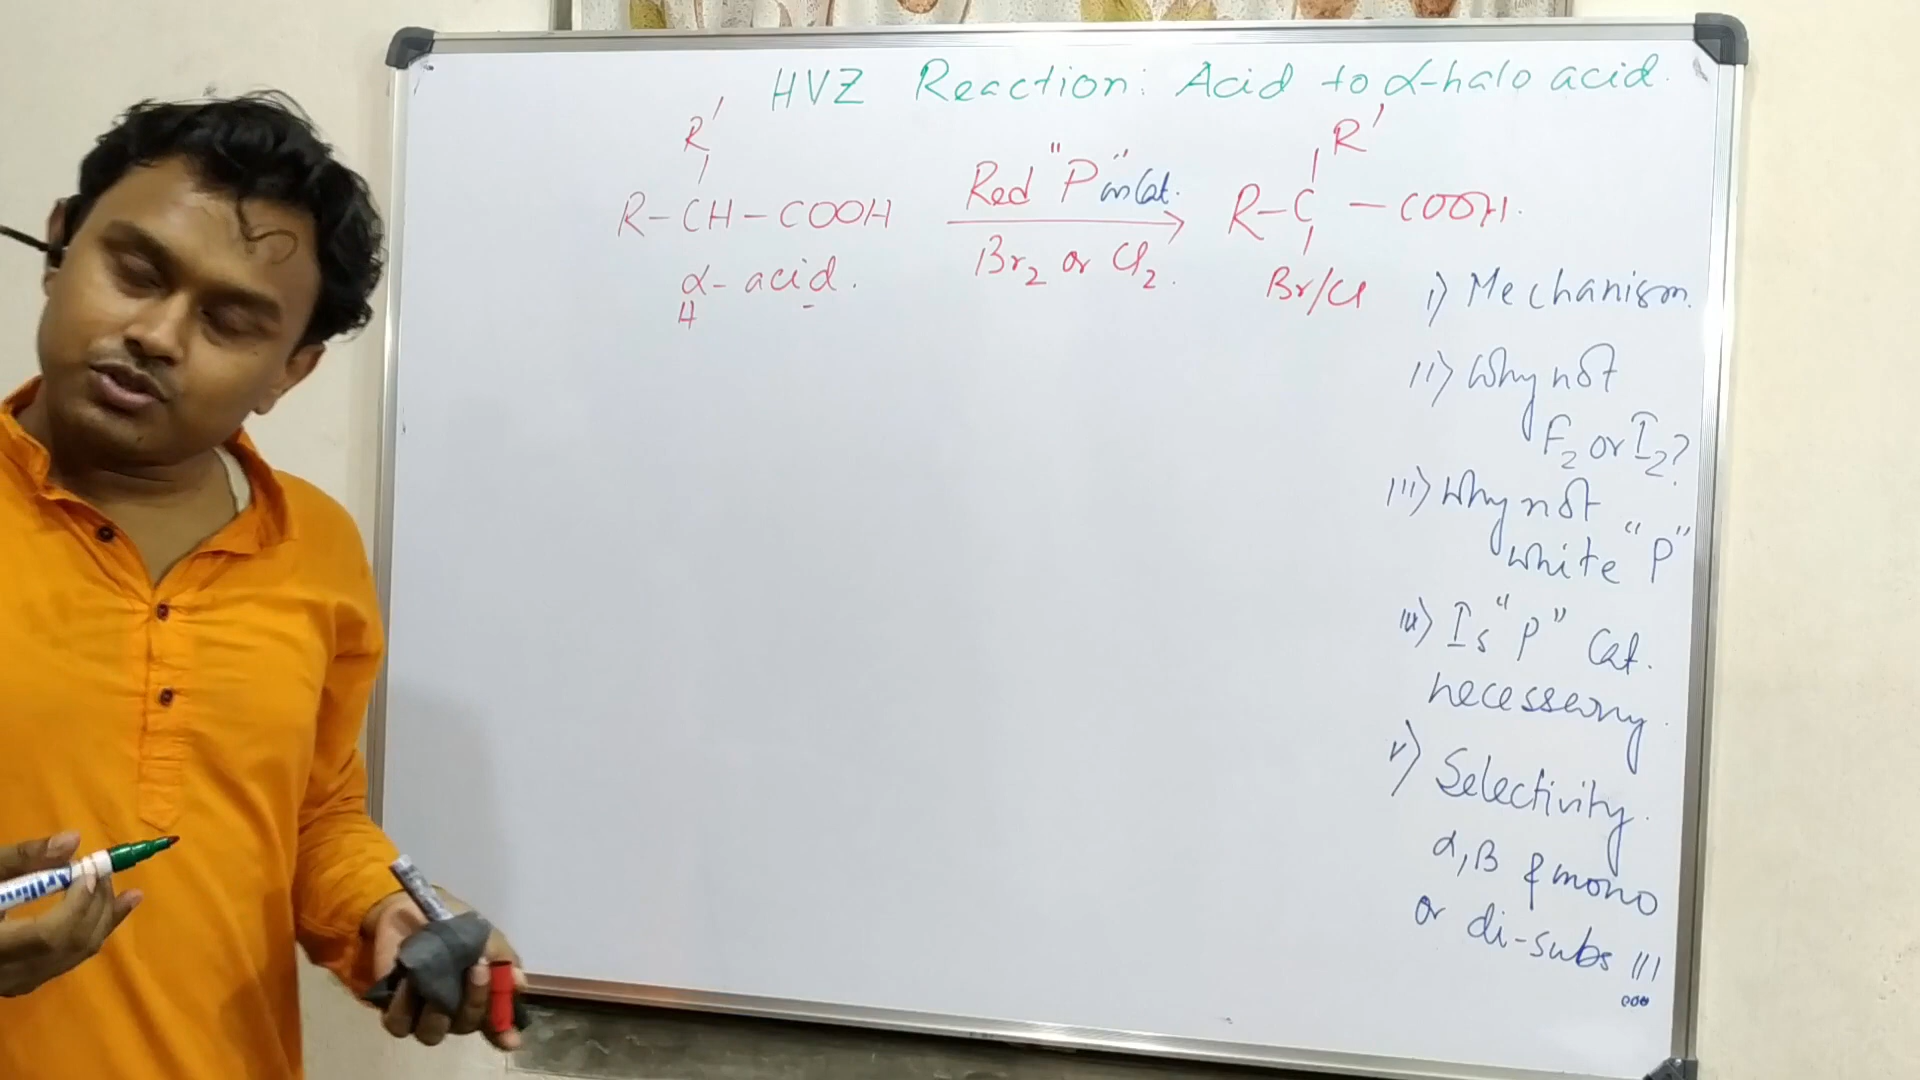 HVZ Reaction: Acid to α-halo acid.
R'
R-CH-COOH
α-acid.
H
Red "P" in Cat.
Br2 or Cl2.
R'
R-C-COOH.
Br/Cl
i) Mechanism.
ii) Why not
F2 or I2?
iii) Why not
white "P"
iv) Is "P" Cat.
necessary.
v) Selectivity.
α, β & mono
or di-subs !!!